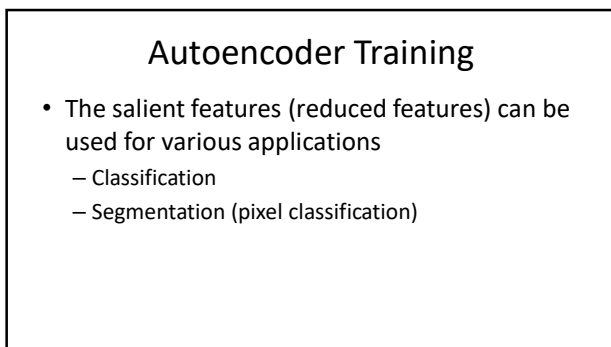 Autoencoder Training
• The salient features (reduced features) can be
used for various applications
– Classification
– Segmentation (pixel classification)